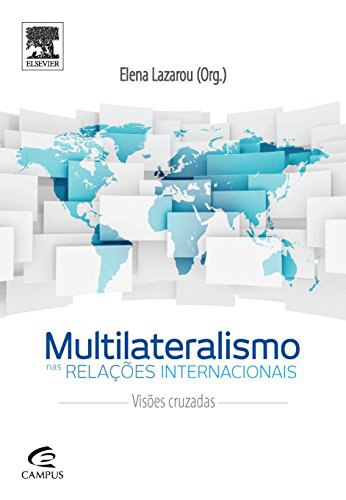 ELSEVIER
Elena Lazarou (Org.)
Multilateralismo
nas RELAÇÕES INTERNACIONAIS
Visões cruzadas
CAMPUS